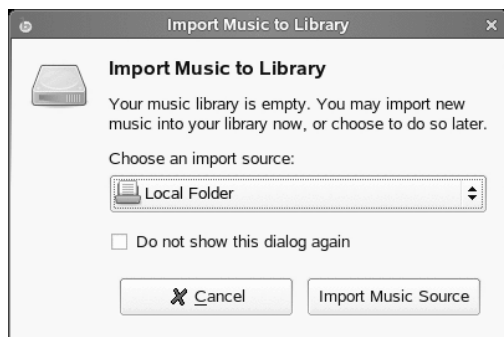 Import Music to Library
Import Music to Library
Your music library is empty. You may import new
music into your library now, or choose to do so later.
Choose an import source:
Local Folder
Do not show this dialog again
Cancel
Import Music Source